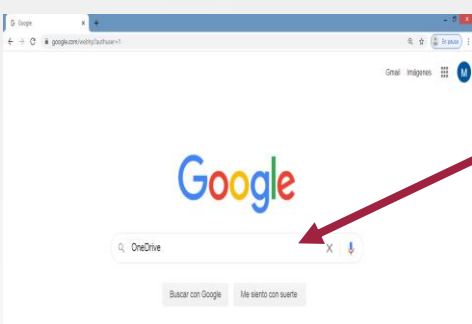 G Google
google.com/webhp?authuser=1
En pausa
Gmail Imágenes M
Google
OneDrive
Buscar con Google Me siento con suerte